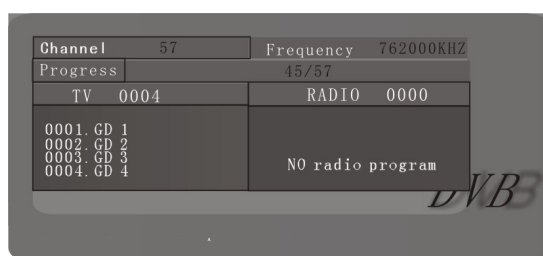 Channel 57 Frequency 762000KHZ
Progress 45/57
TV 0004 RADIO 0000
0001. GD 1
0002. GD 2
0003. GD 3
0004. GD 4
NO radio program
DVB